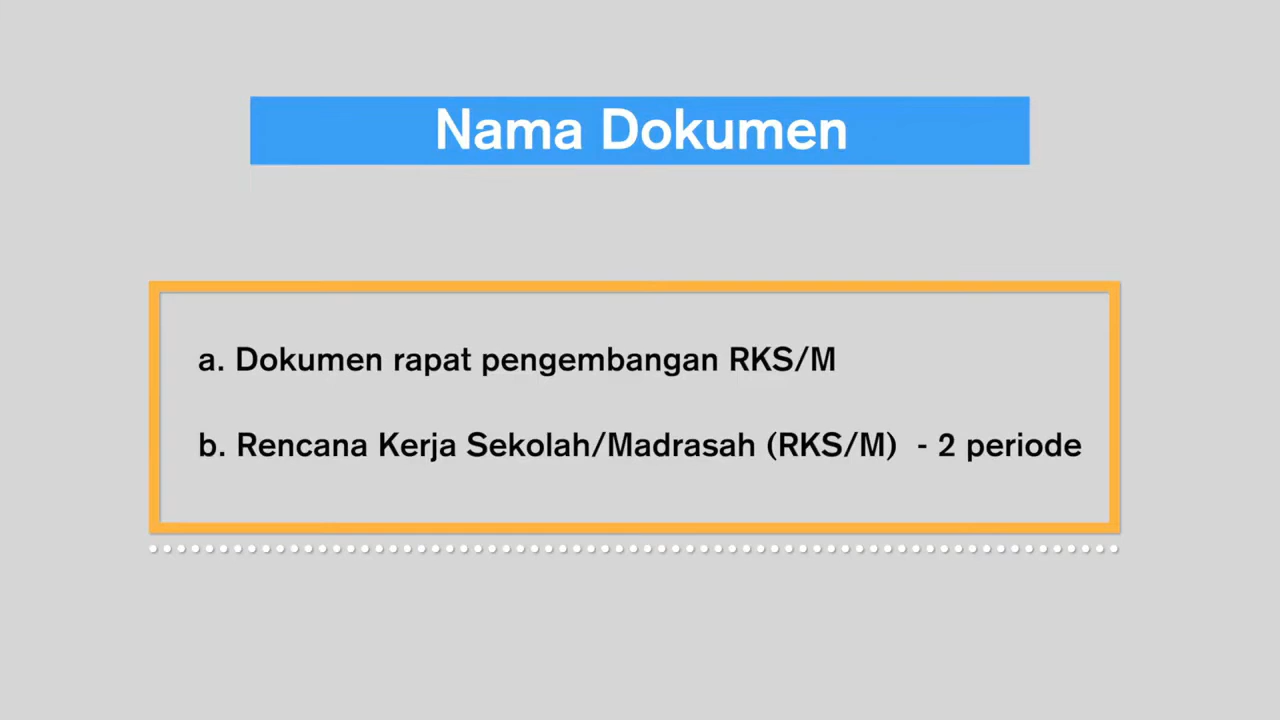 Nama Dokumen
a. Dokumen rapat pengembangan RKS/M
b. Rencana Kerja Sekolah/Madrasah (RKS/M)  - 2 periode